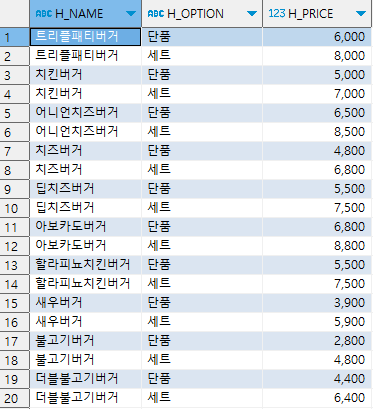 ABC H_NAME ABC H_OPTION 123 H_PRICE
1 트리플패티버거 단품 6,000
2 트리플패티버거 세트 8,000
3 치킨버거 단품 5,000
4 치킨버거 세트 7,000
5 어니언치즈버거 단품 6,500
6 어니언치즈버거 세트 8,500
7 치즈버거 단품 4,800
8 치즈버거 세트 6,800
9 딥치즈버거 단품 5,500
10 딥치즈버거 세트 7,500
11 아보카도버거 단품 6,800
12 아보카도버거 세트 8,800
13 할라피뇨치킨버거 단품 5,500
14 할라피뇨치킨버거 세트 7,500
15 새우버거 단품 3,900
16 새우버거 세트 5,900
17 불고기버거 단품 2,800
18 불고기버거 세트 4,800
19 더블불고기버거 단품 4,400
20 더블불고기버거 세트 6,400